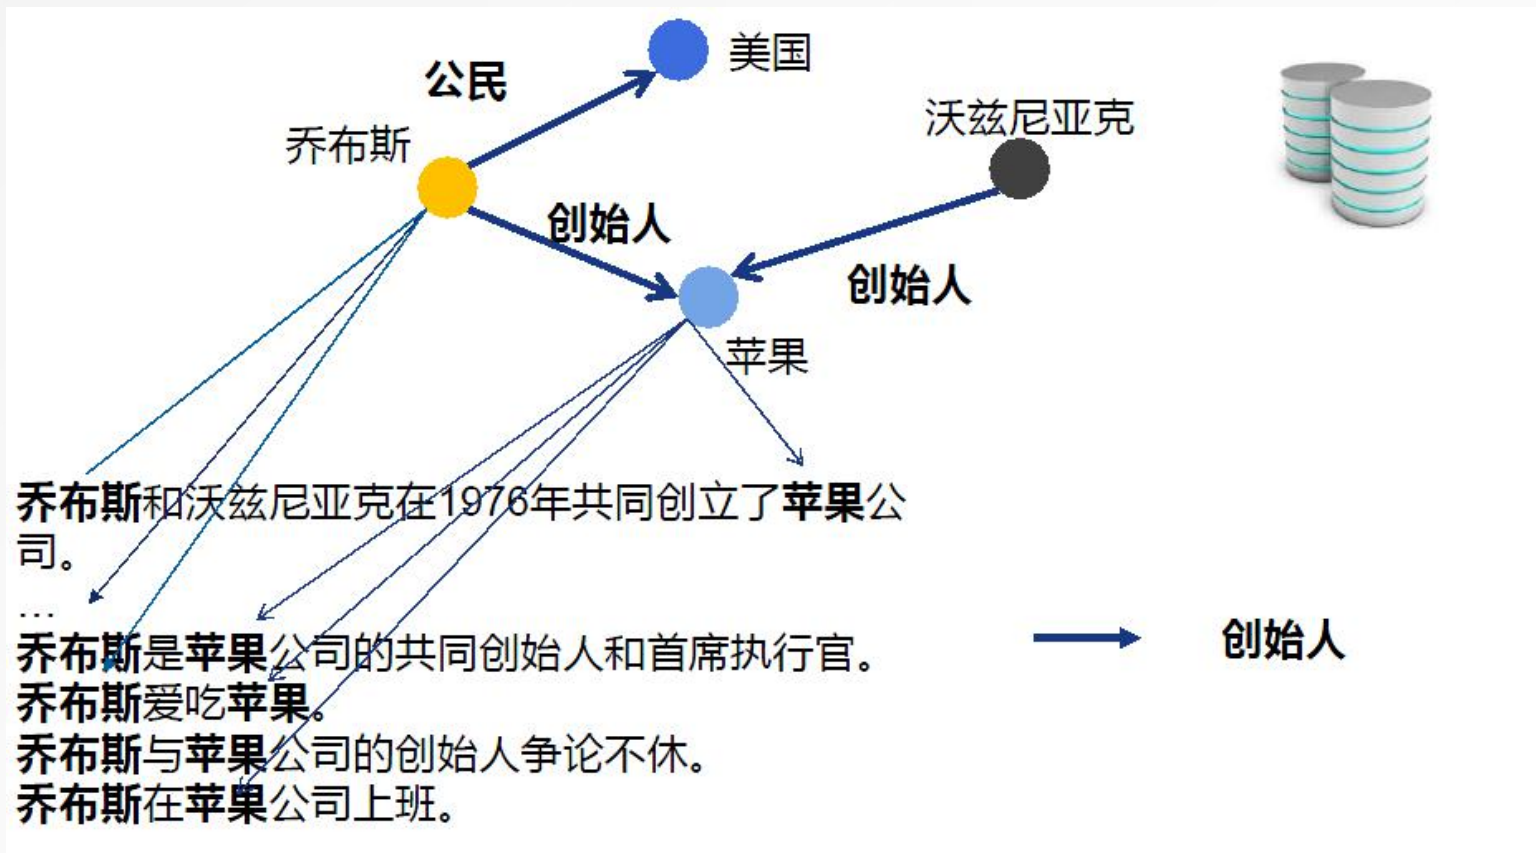 美国
公民
沃兹尼亚克
乔布斯
创始人
创始人
苹果
乔布斯和沃兹尼亚克在1976年共同创立了苹果公
司。
...
乔布斯是苹果公司的共同创始人和首席执行官。
创始人
乔布斯爱吃苹果。
乔布斯与苹果公司的创始人争论不休。
乔布斯在苹果公司上班。